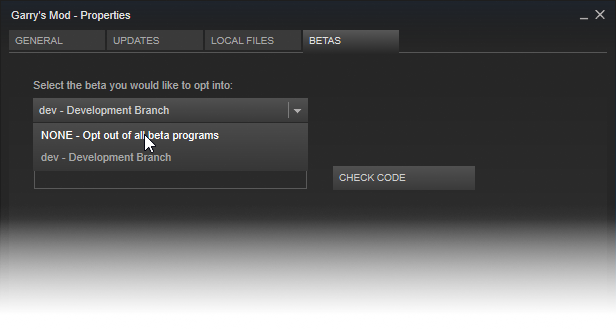 Garry's Mod - Properties
GENERAL
UPDATES
LOCAL FILES
BETAS
Select the beta you would like to opt into:
dev - Development Branch
NONE - Opt out of all beta programs
dev - Development Branch
CHECK CODE